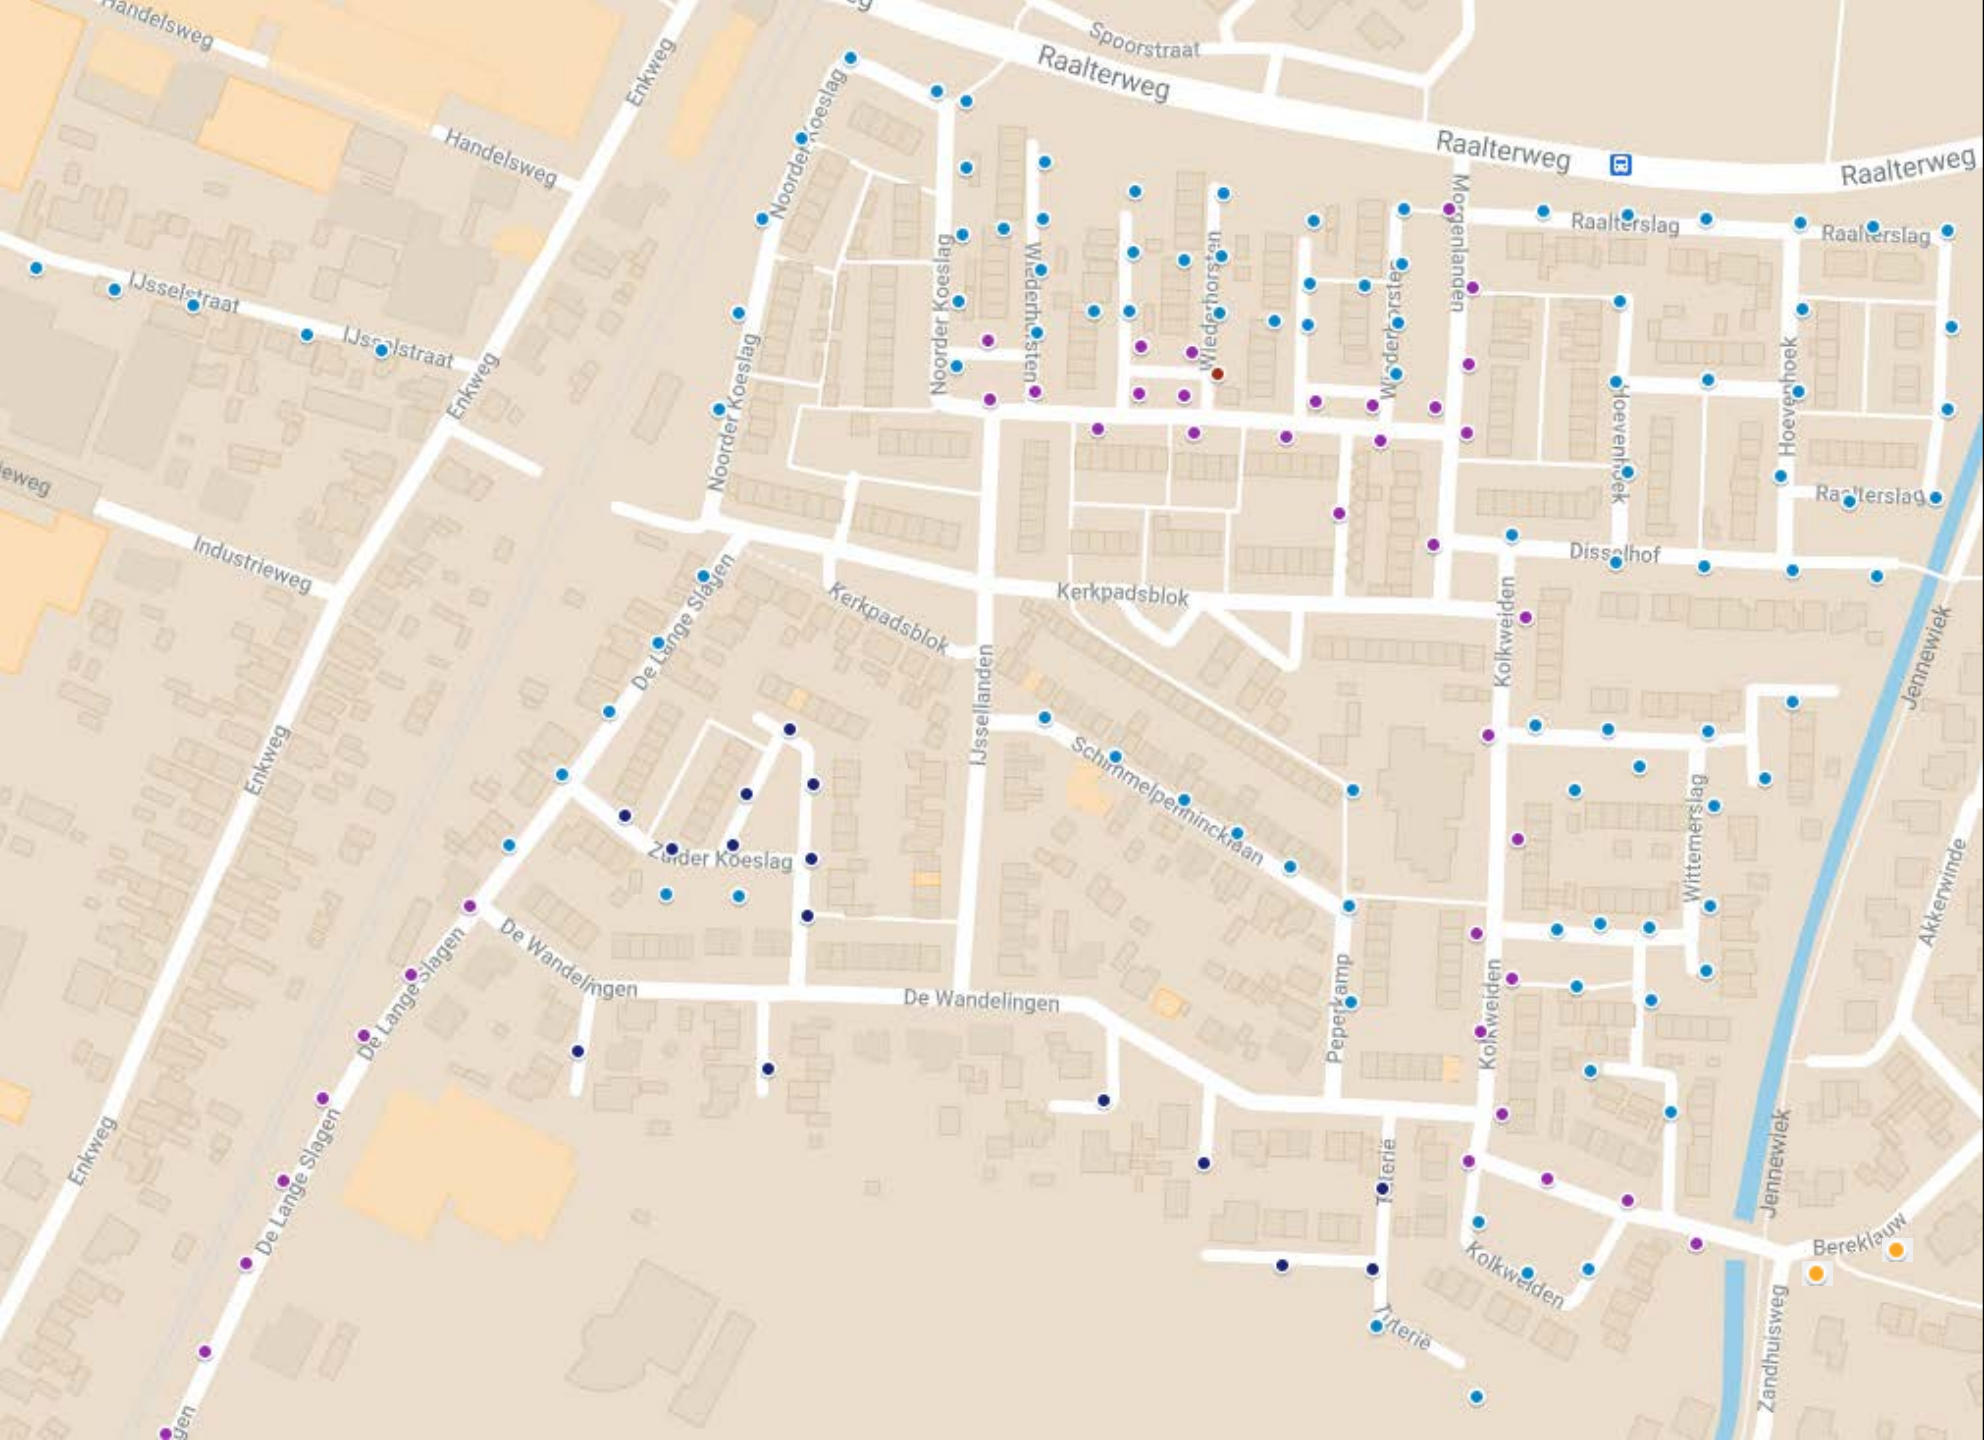 Handelsweg
Enkweg
eg
Spoorstraat
Raalterweg
Handelsweg
Noorder Koeslag
Raalterweg
Raalterweg
Morgenlanden
Raalterslag
Raalterslag
IJsselstraat
IJsselstraat
Noorder Koeslag
Wiederhorsten
Wiederhorsten
Wiederhorsten
Enkweg
Noorder Koeslag
Hoevenhoek
Hoevenhoek
Raalterslag
ieweg
Industrieweg
Disselhof
De Lange Slagen
Kerkpadsblok
Kerkpadsblok
Kolkweiden
Jennewiek
IJssellanden
Enkweg
Schimmelpennincklaan
Wittemerslag
Zuider Koeslag
Akkerwinde
De Lange Slagen
De Wandelingen
De Wandelingen
Peperkamp
Kolkweiden
Enkweg
De Lange Slagen
Jennewiek
Bereklauw
Kolkweiden
Zandhuisweg
gen